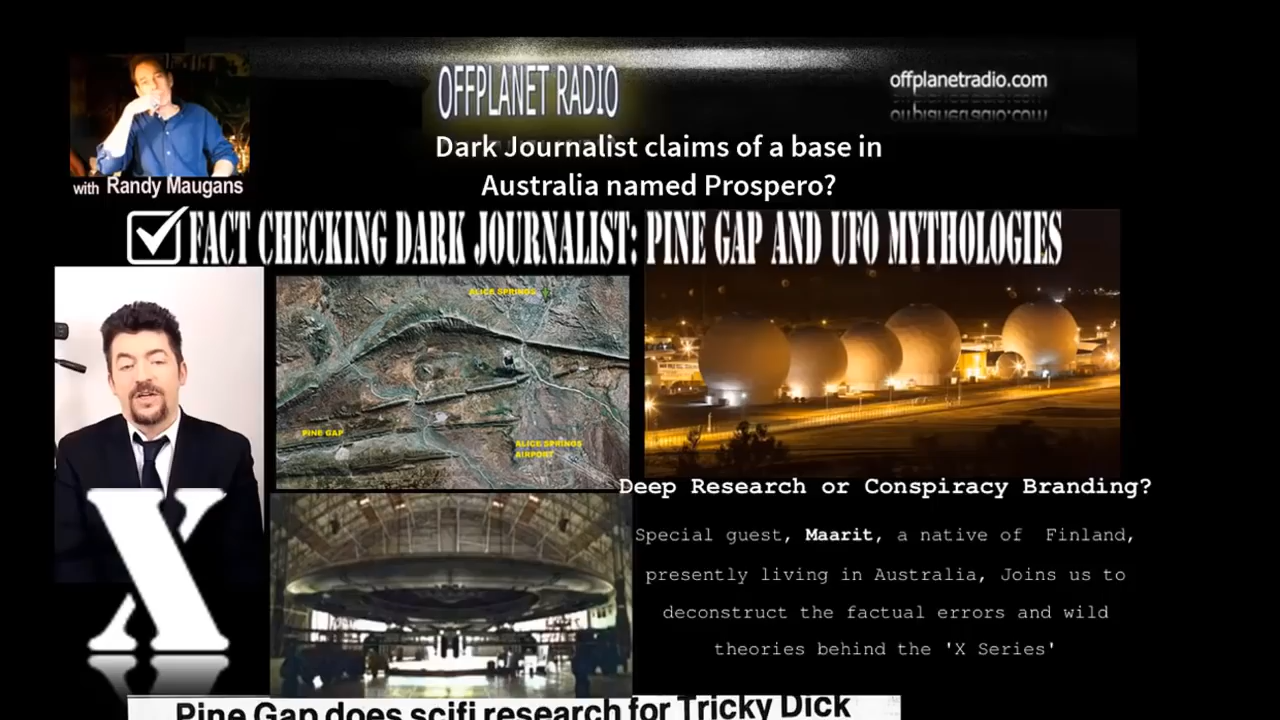 OFFPLANET RADIO
offplanetradio.com
with Randy Maugans
Dark Journalist claims of a base in
Australia named Prospero?
FACT CHECKING DARK JOURNALIST: PINE GAP AND UFO MYTHOLOGIES
ALICE SPRINGS
PINE GAP
ALICE SPRINGS
AIRPORT
X
Deep Research or Conspiracy Branding?
Special guest, Maarit, a native of Finland,
presently living in Australia, Joins us to
deconstruct the factual errors and wild
theories behind the 'X Series'
Pine Gap does scifi research for Tricky Dick